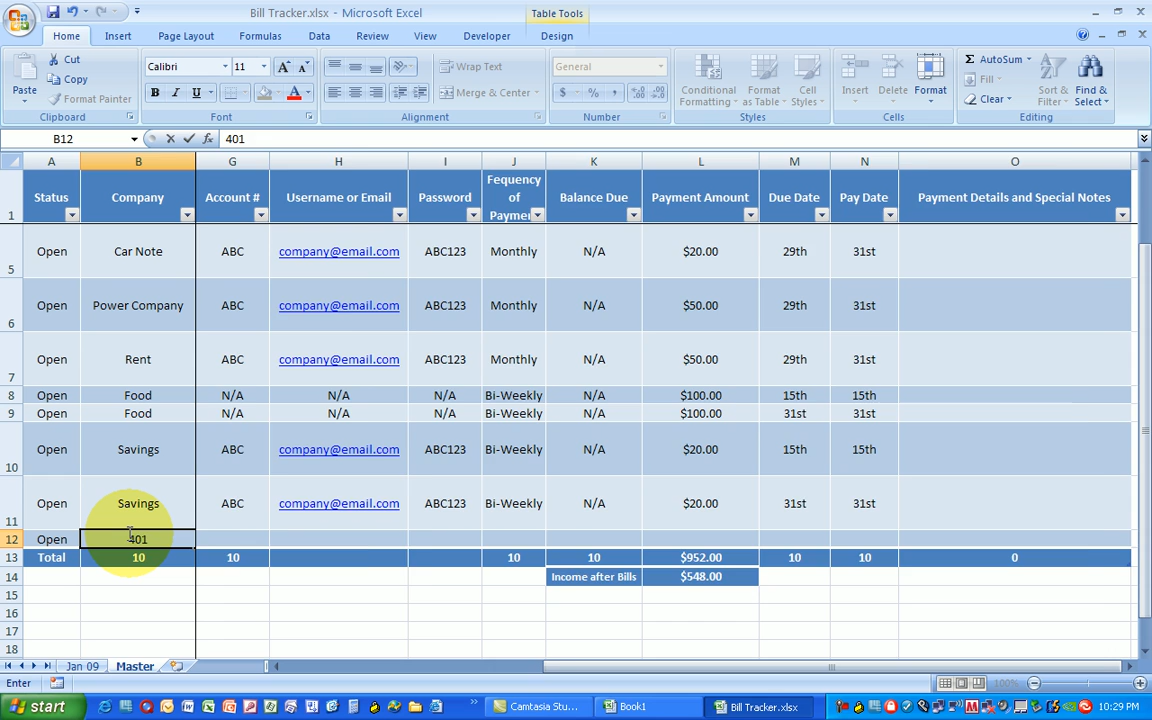 Bill Tracker.xlsx - Microsoft Excel
Table Tools
Home Insert Page Layout Formulas Data Review View Developer Design
Paste
Cut
Copy
Format Painter
Clipboard
Calibri 11
B I U
Font
Wrap Text
Merge & Center
Alignment
General
$ % ,
Number
Conditional Formatting
Format as Table
Cell Styles
Styles
Insert Delete Format
Cells
Σ AutoSum
Fill
Clear
Sort & Filter
Find & Select
Editing
B12 fx 401
A B G H I J K L M N O
1 Status Company Account # Username or Email Password Fequency of Paymen Balance Due Payment Amount Due Date Pay Date Payment Details and Special Notes
5 Open Car Note ABC company@email.com ABC123 Monthly N/A $20.00 29th 31st
6 Open Power Company ABC company@email.com ABC123 Monthly N/A $50.00 29th 31st
7 Open Rent ABC company@email.com ABC123 Monthly N/A $50.00 29th 31st
8 Open Food N/A N/A N/A Bi-Weekly N/A $100.00 15th 15th
9 Open Food N/A N/A N/A Bi-Weekly N/A $100.00 31st 31st
10 Open Savings ABC company@email.com ABC123 Bi-Weekly N/A $20.00 15th 15th
11 Open Savings ABC company@email.com ABC123 Bi-Weekly N/A $20.00 31st 31st
12 Open 401
13 Total 10 10 10 10 $952.00 10 10 0
14 Income after Bills $548.00
15
16
17
18
Jan 09 Master
Enter 100%
start Camtasia Stu... Book1 Bill Tracker.xlsx 10:29 PM